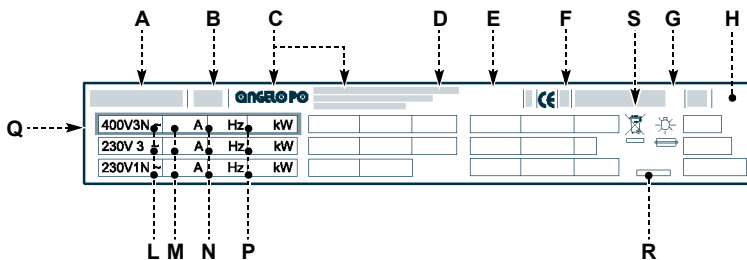 A B C D E F S G H
ANGELO PO CE
Q
400V3N~ A Hz kW
230V 3 ~ A Hz kW
230V1N~ A Hz kW
L M N P R